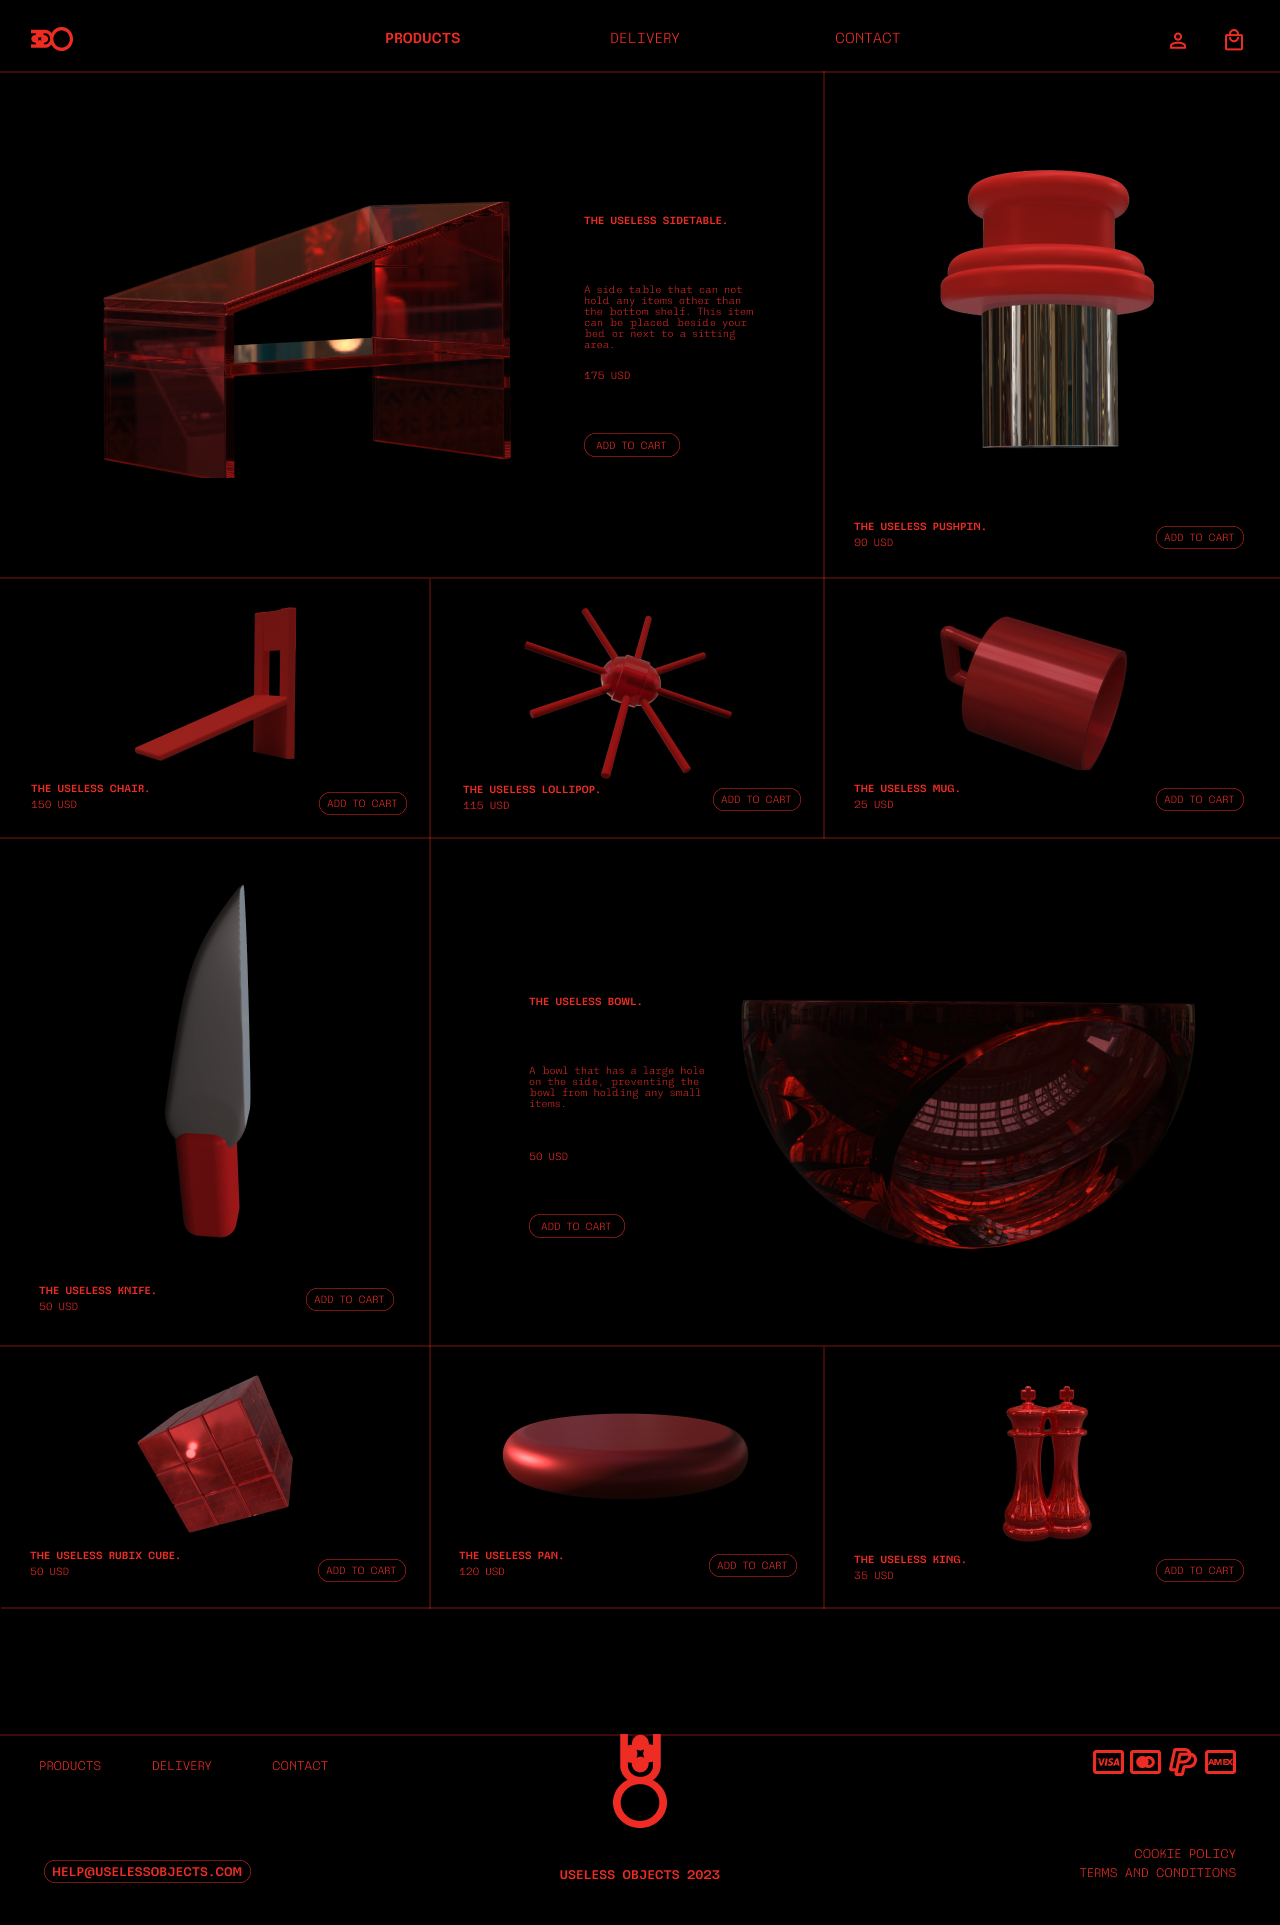 PRODUCTS
DELIVERY
CONTACT
THE USELESS SIDETABLE.
A side table that can not
hold any items other than
the bottom shelf. This item
can be placed beside your
bed or next to a sitting
area.
175 USD
ADD TO CART
THE USELESS PUSHPIN.
90 USD
ADD TO CART
THE USELESS CHAIR.
150 USD
ADD TO CART
THE USELESS LOLLIPOP.
115 USD
ADD TO CART
THE USELESS MUG.
25 USD
ADD TO CART
THE USELESS KNIFE.
50 USD
ADD TO CART
THE USELESS BOWL.
A bowl that has a large hole
on the side, preventing the
bowl from holding any small
items.
50 USD
ADD TO CART
THE USELESS RUBIX CUBE.
50 USD
ADD TO CART
THE USELESS PAN.
120 USD
ADD TO CART
THE USELESS KING.
35 USD
ADD TO CART
PRODUCTS
DELIVERY
CONTACT
VISA
AMEX
HELP@USELESSOBJECTS.COM
USELESS OBJECTS 2023
COOKIE POLICY
TERMS AND CONDITIONS